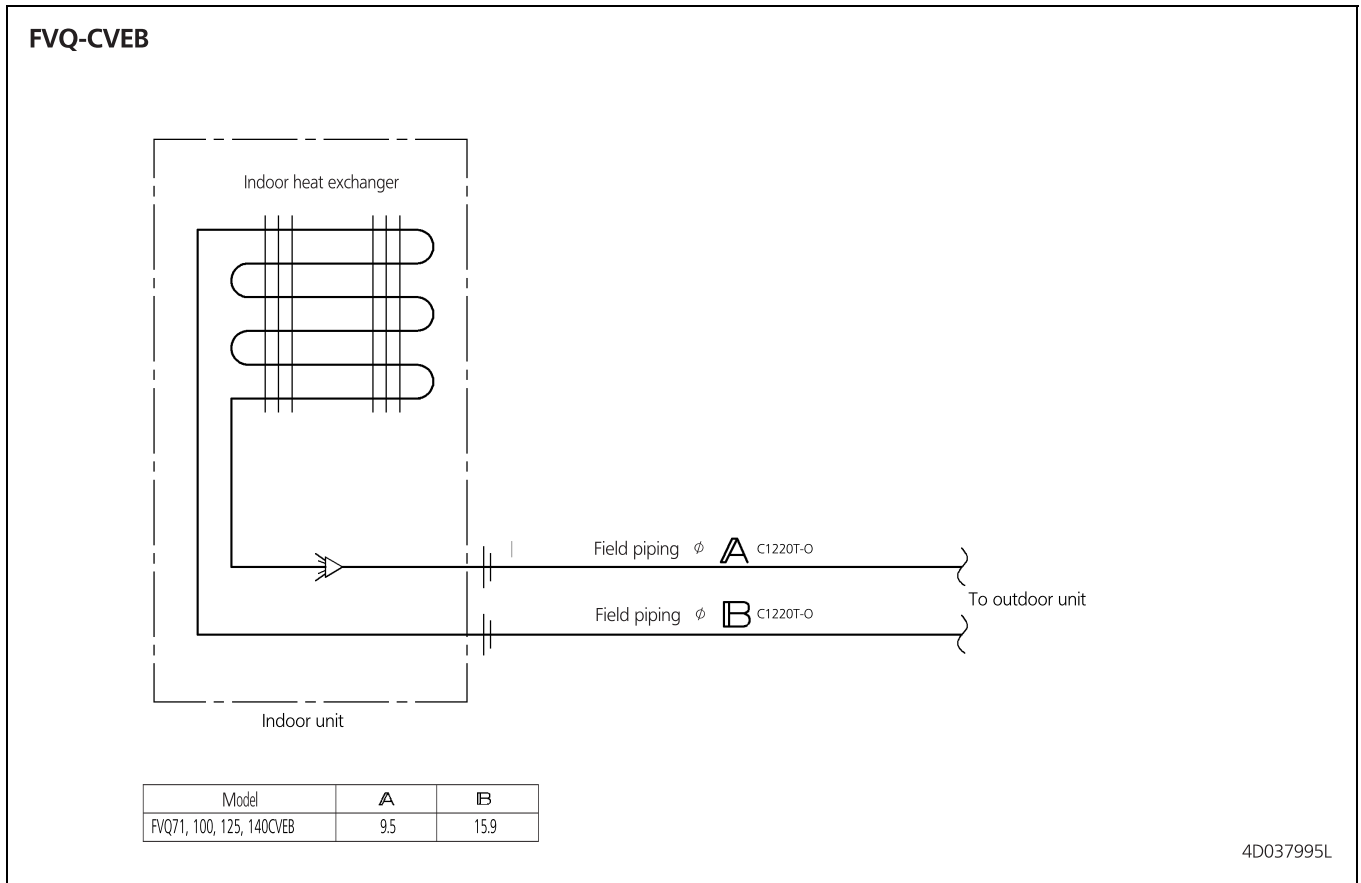 FVQ-CVEB
Indoor heat exchanger
Field piping ϕ A C1220T-O
To outdoor unit
Field piping ϕ B C1220T-O
Indoor unit
Model A B
FVQ71, 100, 125, 140CVEB 9.5 15.9
4D037995L